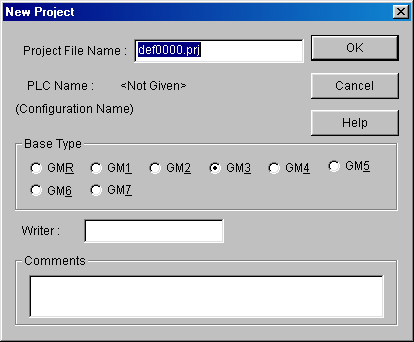 New Project
Project File Name : def0000.prj OK
PLC Name : <Not Given> Cancel
(Configuration Name)
Help
Base Type
GMR GM1 GM2 GM3 GM4 GM5
GM6 GM7
Writer :
Comments